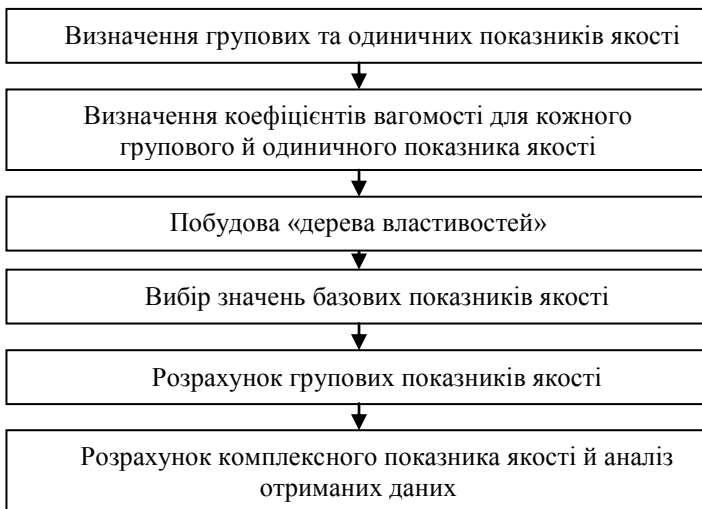 Визначення групових та одиничних показників якості
Визначення коефіцієнтів вагомості для кожного
групового й одиничного показника якості
Побудова «дерева властивостей»
Вибір значень базових показників якості
Розрахунок групових показників якості
Розрахунок комплексного показника якості й аналіз
отриманих даних